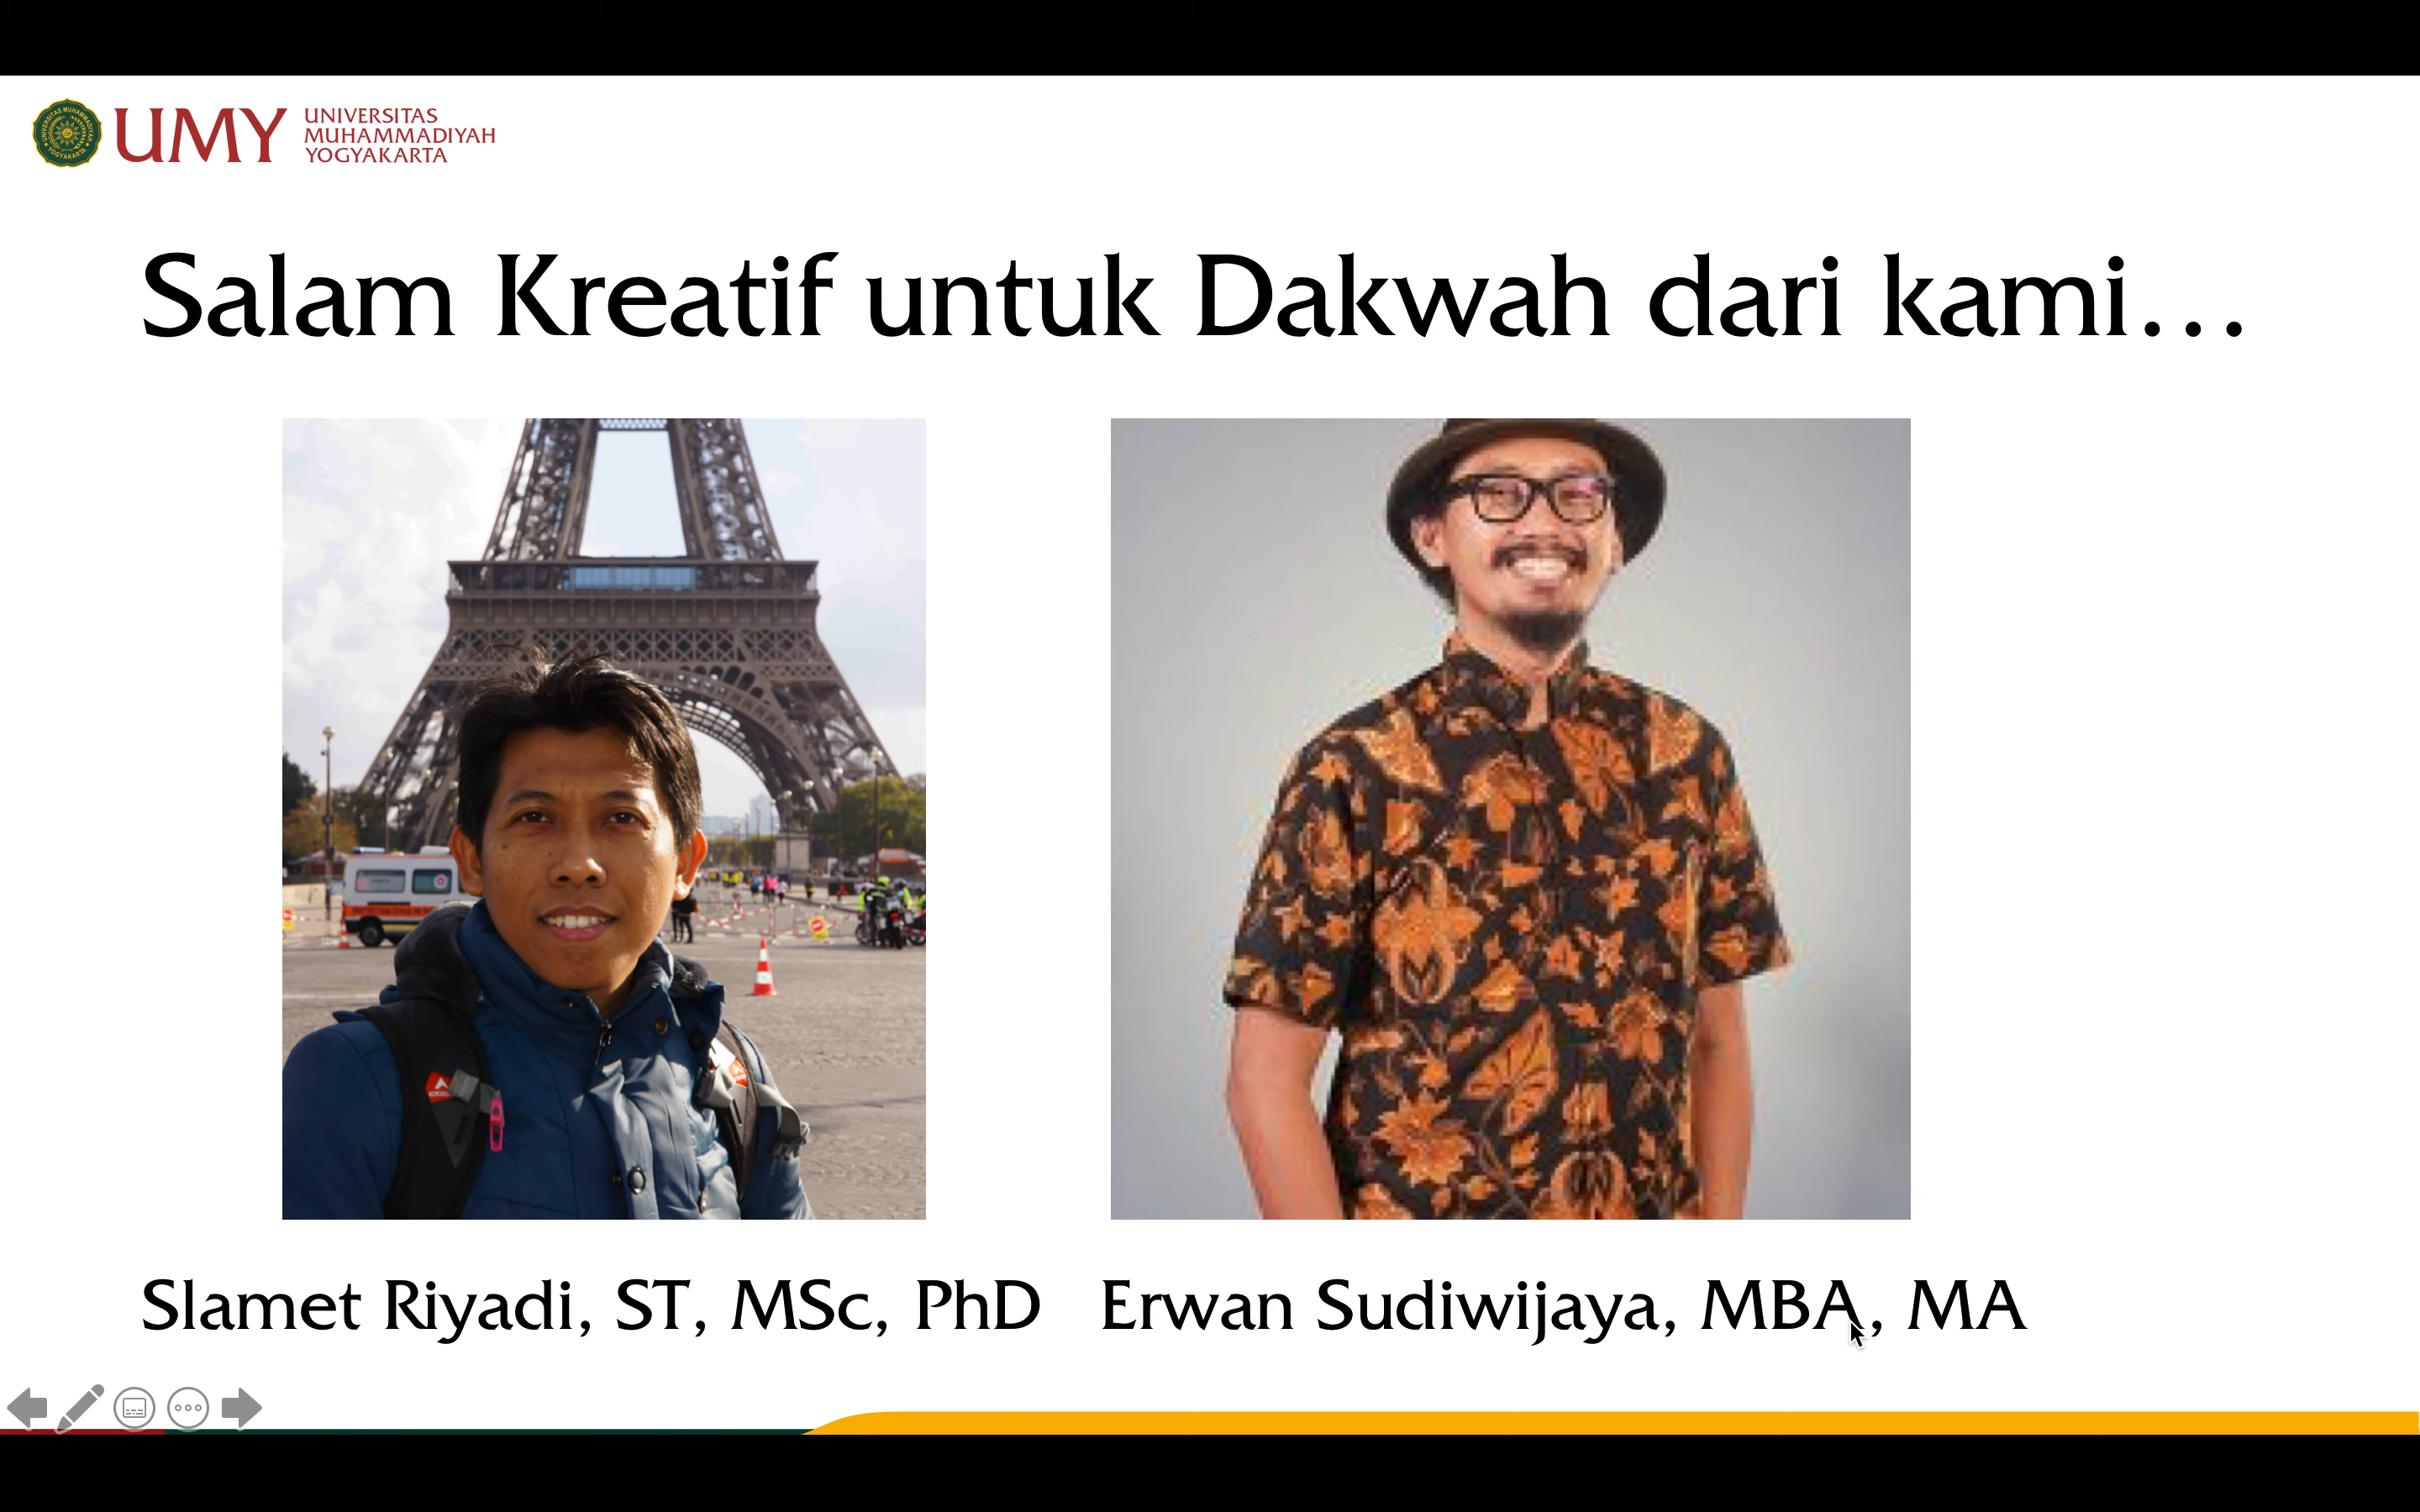 UMY
UNIVERSITAS
MUHAMMADIYAH
YOGYAKARTA
Salam Kreatif untuk Dakwah dari kami...
Slamet Riyadi, ST, MSc, PhD
Erwan Sudiwijaya, MBA, MA